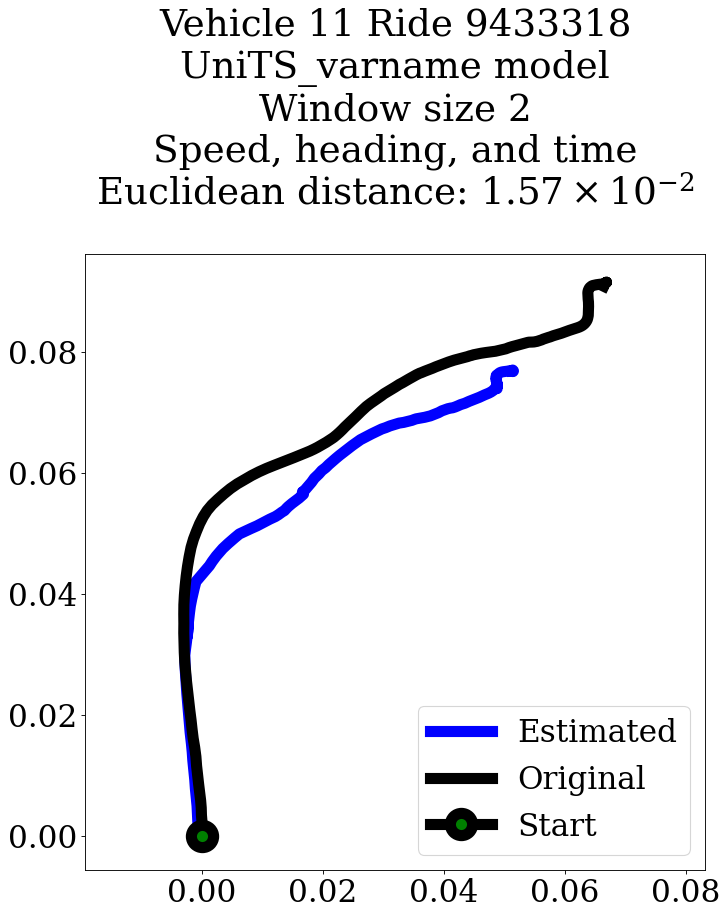 Vehicle 11 Ride 9433318
UniTS_varname model
Window size 2
Speed, heading, and time
Euclidean distance: 1.57 × 10⁻²
0.08
0.06
0.04
0.02
0.00
Estimated
Original
Start
0.00 0.02 0.04 0.06 0.08